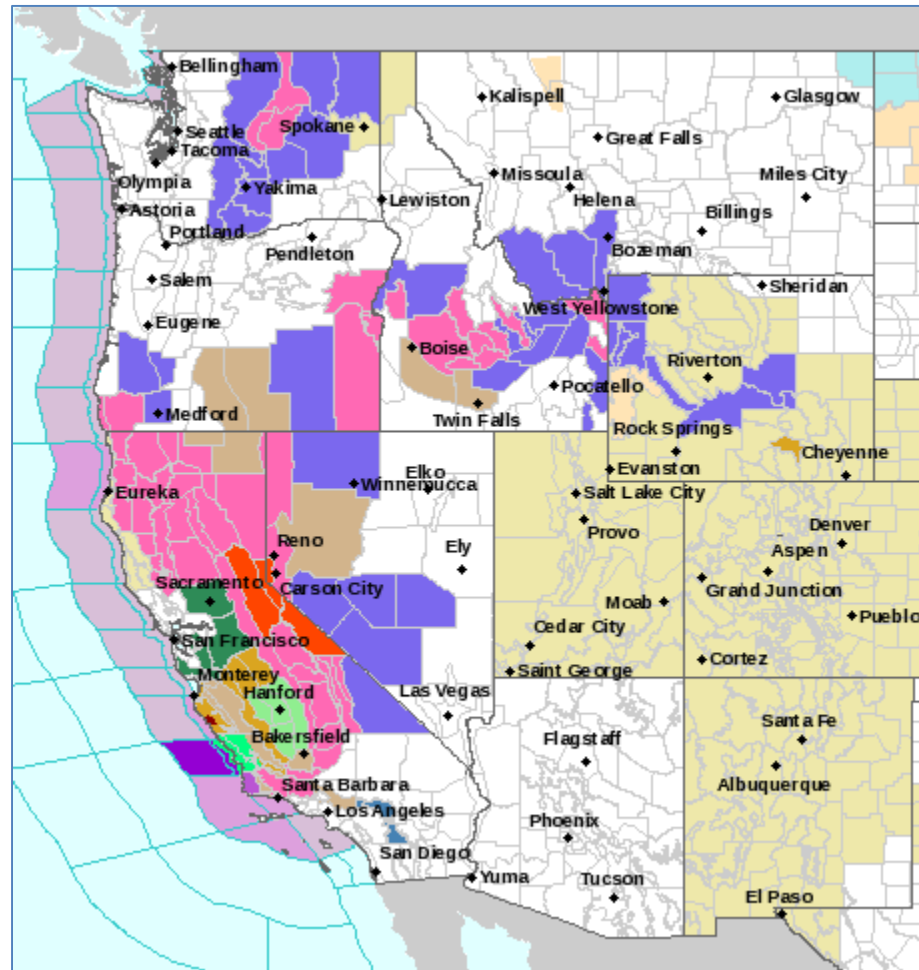 Bellingham
Kalispell
Glasgow
Seattle
Spokane
Great Falls
Tacoma
Olympia
Missoula
Miles City
Yakima
Lewiston
Helena
Astoria
Billings
Portland
Pendleton
Bozeman
Salem
Sheridan
West Yellowstone
Eugene
Boise
Riverton
Pocatello
Medford
Twin Falls
Rock Springs
Cheyenne
Elko
Evanston
Eureka
Winnemucca
Salt Lake City
Provo
Denver
Reno
Aspen
Ely
Sacramento
Carson City
Grand Junction
Moab
Pueblo
San Francisco
Cedar City
Cortez
Monterey
Saint George
Hanford
Las Vegas
Santa Fe
Flagstaff
Bakersfield
Albuquerque
Santa Barbara
Los Angeles
Phoenix
San Diego
Yuma
Tucson
El Paso